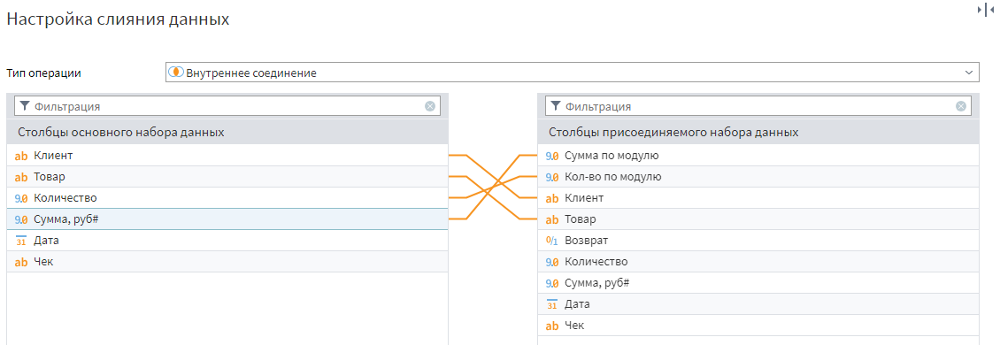 Настройка слияния данных
Тип операции
Внутреннее соединение
Фильтрация
Столбцы основного набора данных
ab Клиент
ab Товар
9.0 Количество
9.0 Сумма, руб#
31 Дата
ab Чек
Фильтрация
Столбцы присоединяемого набора данных
9.0 Сумма по модулю
9.0 Кол-во по модулю
ab Клиент
ab Товар
0/1 Возврат
9.0 Количество
9.0 Сумма, руб#
31 Дата
ab Чек